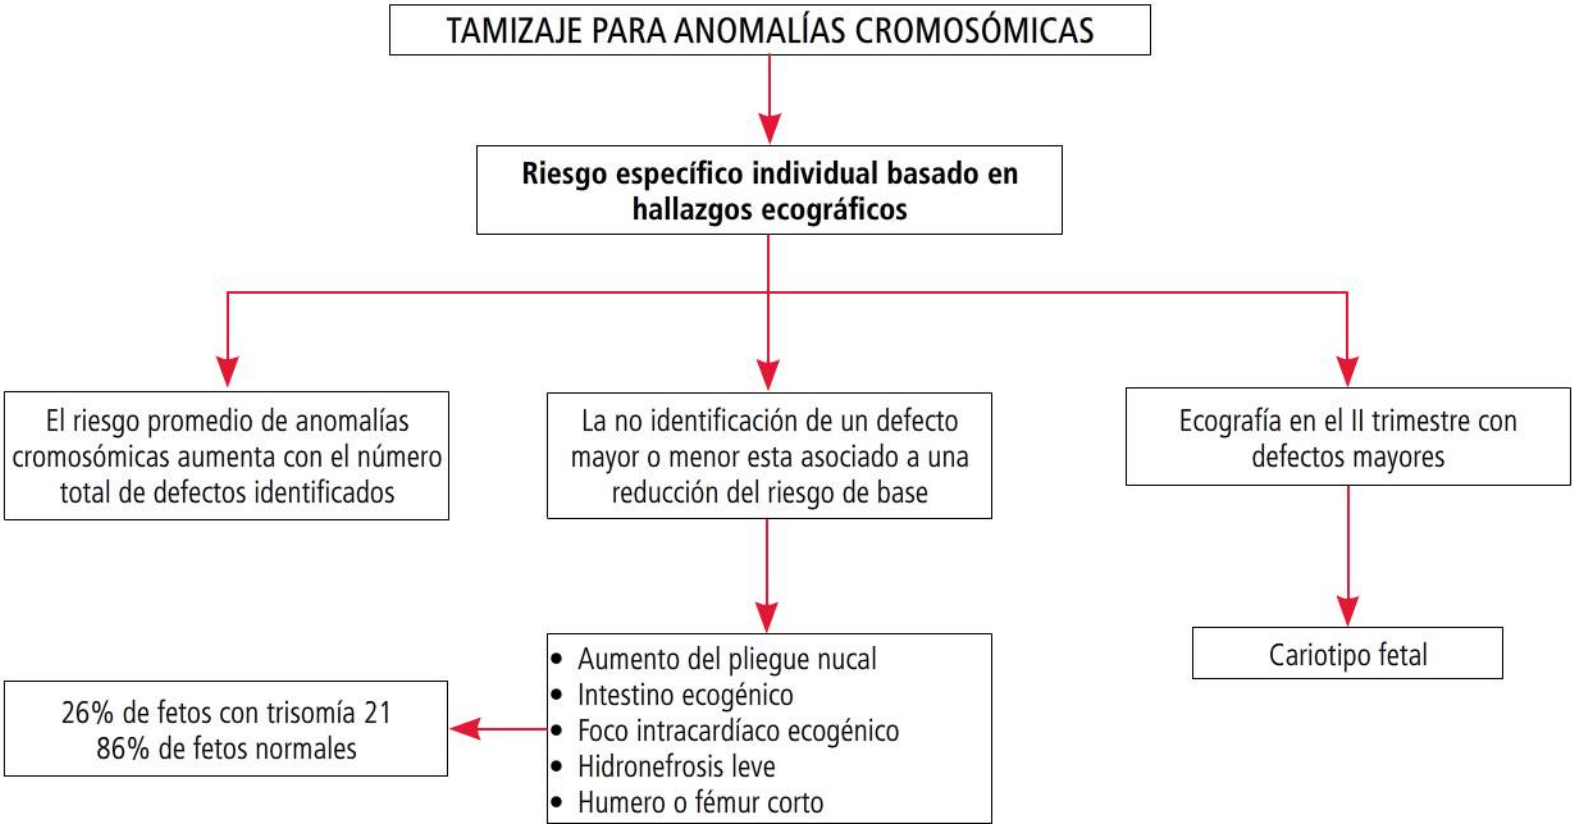 TAMIZAJE PARA ANOMALÍAS CROMOSÓMICAS
Riesgo específico individual basado en
hallazgos ecográficos
El riesgo promedio de anomalías
cromosómicas aumenta con el número
total de defectos identificados
La no identificación de un defecto
mayor o menor esta asociado a una
reducción del riesgo de base
Ecografía en el II trimestre con
defectos mayores
• Aumento del pliegue nucal
• Intestino ecogénico
• Foco intracardíaco ecogénico
• Hidronefrosis leve
• Humero o fémur corto
26% de fetos con trisomía 21
86% de fetos normales
Cariotipo fetal